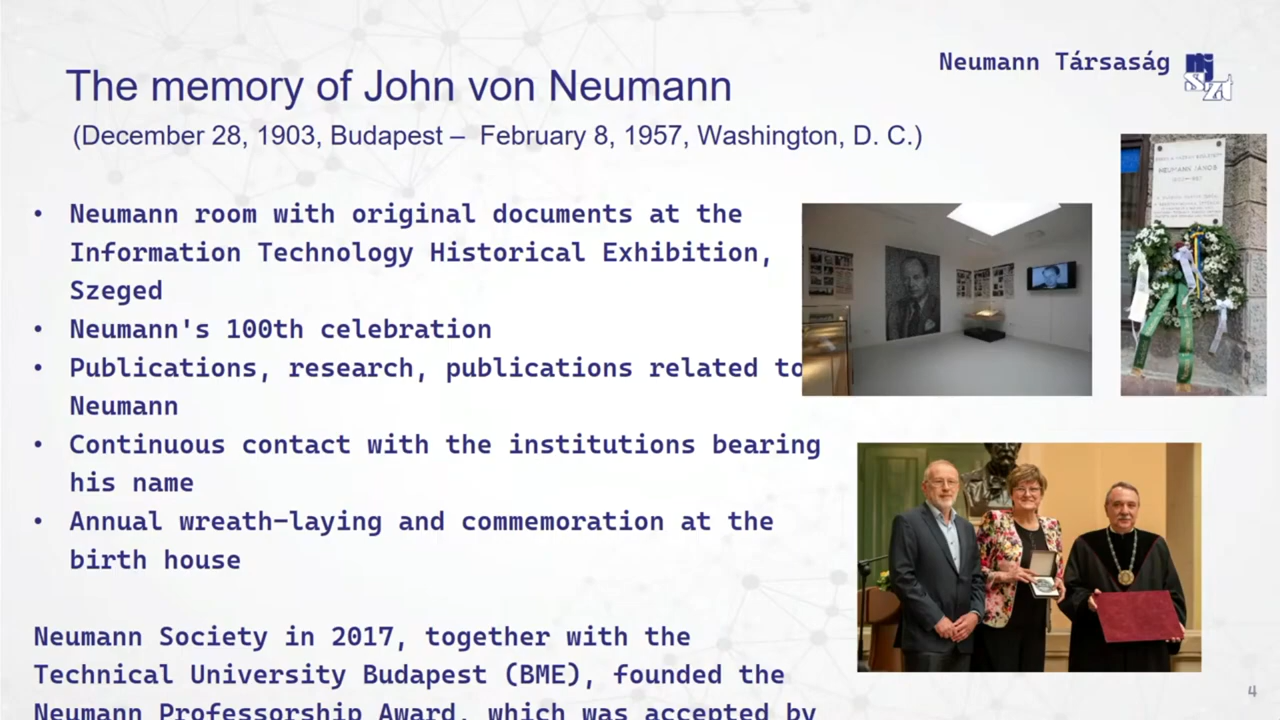 Neumann Társaság
The memory of John von Neumann
(December 28, 1903, Budapest – February 8, 1957, Washington, D. C.)
• Neumann room with original documents at the
Information Technology Historical Exhibition,
Szeged
• Neumann's 100th celebration
• Publications, research, publications related to
Neumann
• Continuous contact with the institutions bearing
his name
• Annual wreath-laying and commemoration at the
birth house
Neumann Society in 2017, together with the
Technical University Budapest (BME), founded the
Neumann Professorship Award, which was accepted by
NEUMANN JÁNOS
4